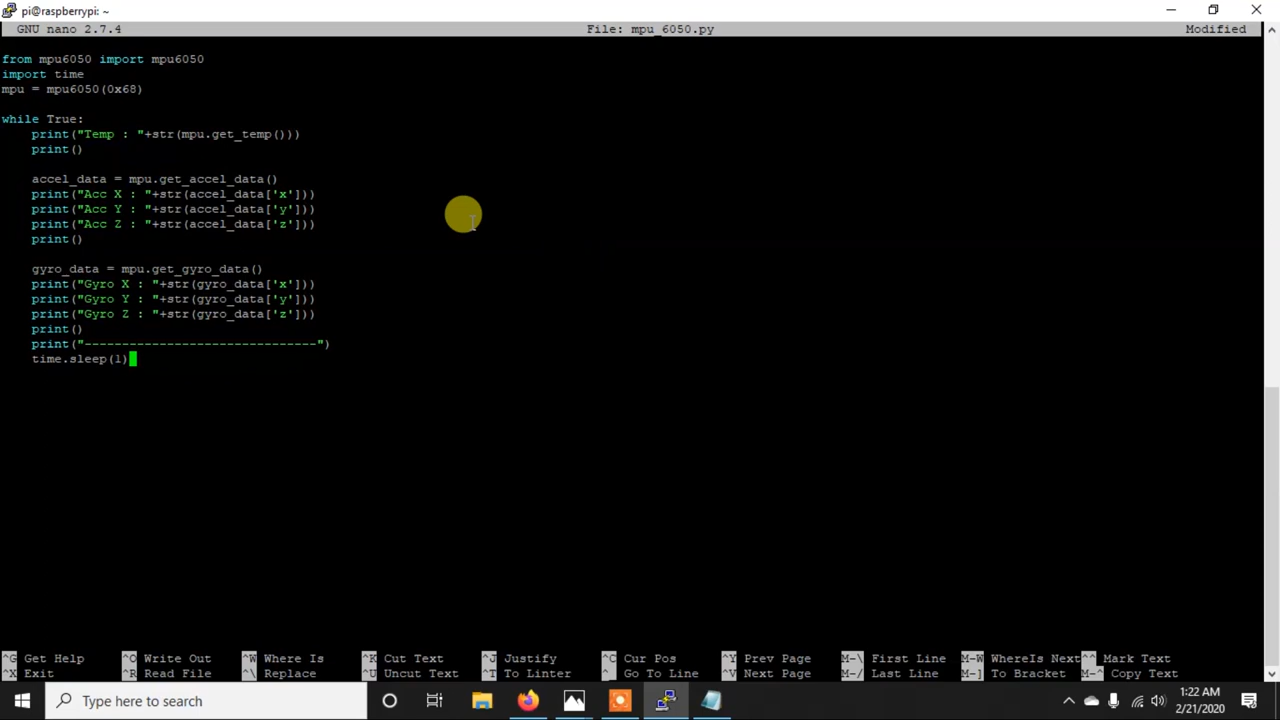 pi@raspberrypi: ~
GNU nano 2.7.4 File: mpu_6050.py Modified
from mpu6050 import mpu6050
import time
mpu = mpu6050(0x68)
while True:
    print("Temp : "+str(mpu.get_temp()))
    print()
    accel_data = mpu.get_accel_data()
    print("Acc X : "+str(accel_data['x']))
    print("Acc Y : "+str(accel_data['y']))
    print("Acc Z : "+str(accel_data['z']))
    print()
    gyro_data = mpu.get_gyro_data()
    print("Gyro X : "+str(gyro_data['x']))
    print("Gyro Y : "+str(gyro_data['y']))
    print("Gyro Z : "+str(gyro_data['z']))
    print()
    print("-------------------------------")
    time.sleep(1)
^G Get Help ^O Write Out ^W Where Is ^K Cut Text ^J Justify ^C Cur Pos ^Y Prev Page M-\ First Line M-W WhereIs Next ^^ Mark Text
^X Exit ^R Read File ^\ Replace ^U Uncut Text ^T To Linter ^_ Go To Line ^V Next Page M-/ Last Line M-] To Bracket M-^ Copy Text
Type here to search
1:22 AM
2/21/2020